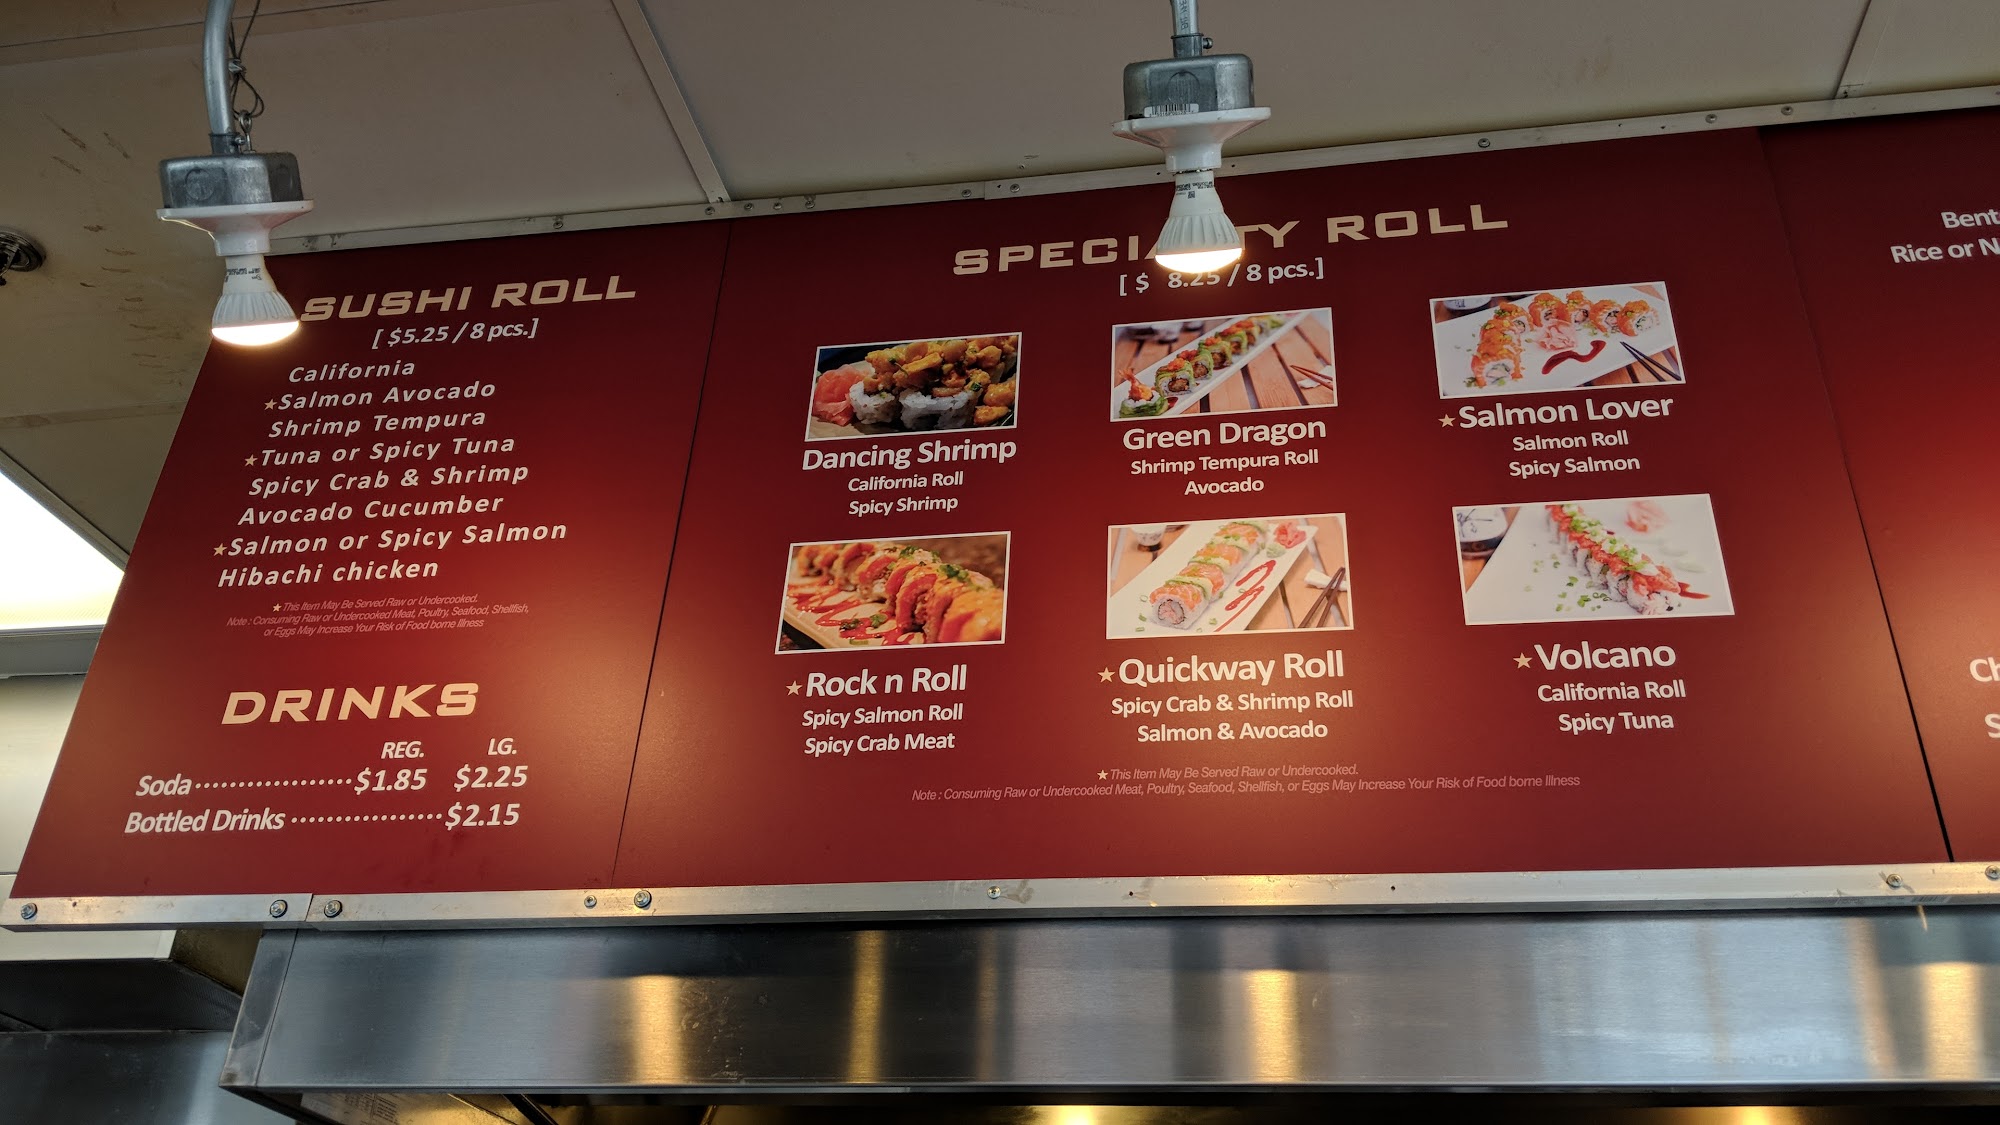 SUSHI ROLL
[ $5.25 / 8 pcs.]
California
★Salmon Avocado
Shrimp Tempura
★Tuna or Spicy Tuna
Spicy Crab & Shrimp
Avocado Cucumber
★Salmon or Spicy Salmon
Hibachi chicken
★This Item May Be Served Raw or Undercooked.
Note : Consuming Raw or Undercooked Meat, Poultry, Seafood, Shellfish,
or Eggs May Increase Your Risk of Food borne Illness
DRINKS
REG. LG.
Soda $1.85 $2.25
Bottled Drinks $2.15
SPECIALTY ROLL
[ $ 8.25 / 8 pcs.]
Dancing Shrimp
California Roll
Spicy Shrimp
Green Dragon
Shrimp Tempura Roll
Avocado
★Salmon Lover
Salmon Roll
Spicy Salmon
★Rock n Roll
Spicy Salmon Roll
Spicy Crab Meat
★Quickway Roll
Spicy Crab & Shrimp Roll
Salmon & Avocado
★Volcano
California Roll
Spicy Tuna
★This Item May Be Served Raw or Undercooked.
Note : Consuming Raw or Undercooked Meat, Poultry, Seafood, Shellfish, or Eggs May Increase Your Risk of Food borne Illness
Bent
Rice or N
Ch
S